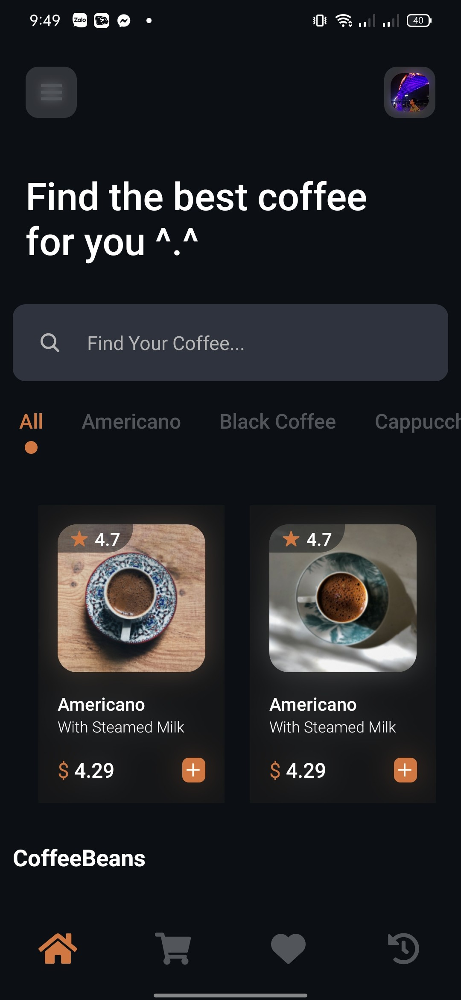 9:49
Zalo
40
Find the best coffee
for you ^.^
Find Your Coffee...
All Americano Black Coffee Cappucch
4.7 4.7
Americano Americano
With Steamed Milk With Steamed Milk
$ 4.29 $ 4.29
CoffeeBeans